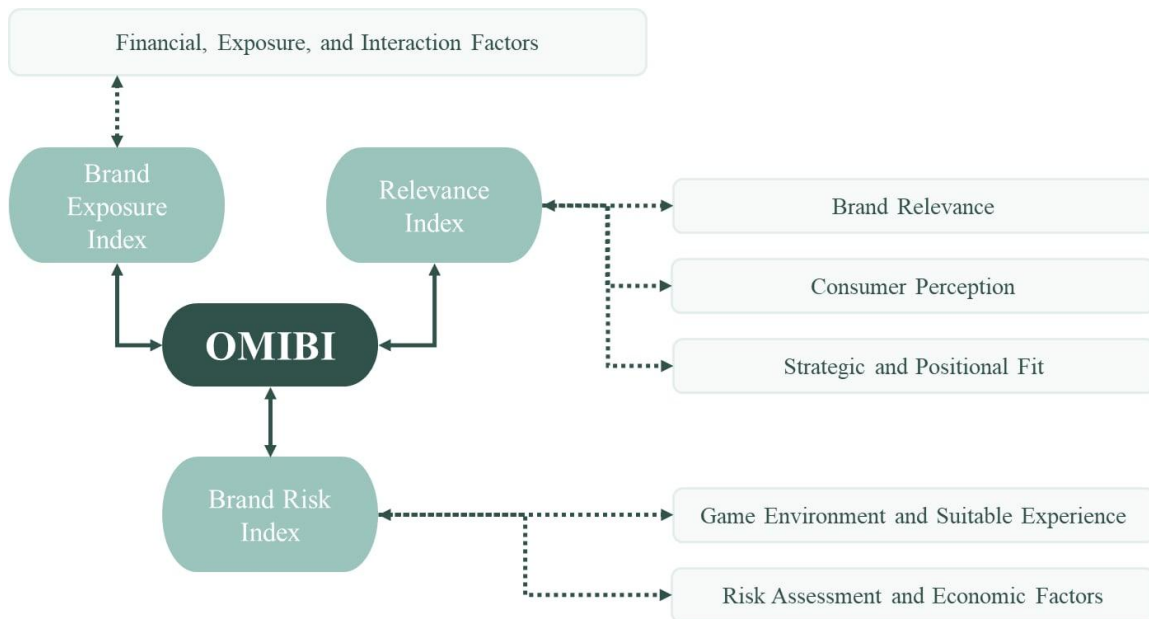 Financial, Exposure, and Interaction Factors
Brand
Exposure
Index
Relevance
Index
Brand Relevance
Consumer Perception
OMIBI
Strategic and Positional Fit
Brand Risk
Index
Game Environment and Suitable Experience
Risk Assessment and Economic Factors